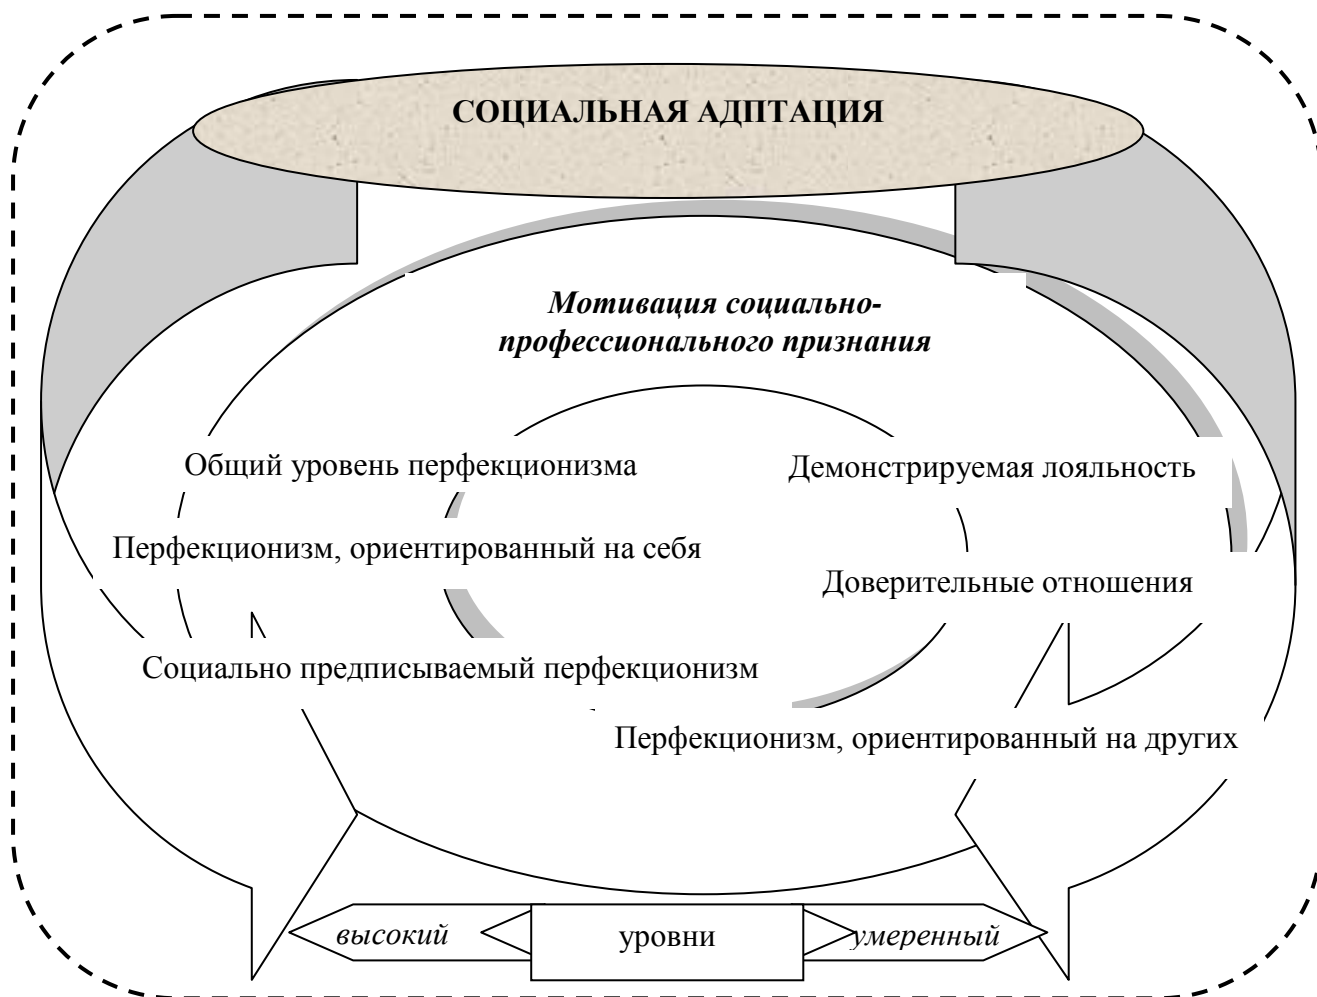 СОЦИАЛЬНАЯ АДПТАЦИЯ
Мотивация социально-
профессионального признания
Общий уровень перфекционизма
Демонстрируемая лояльность
Перфекционизм, ориентированный на себя
Доверительные отношения
Социально предписываемый перфекционизм
Перфекционизм, ориентированный на других
высокий
уровни
умеренный